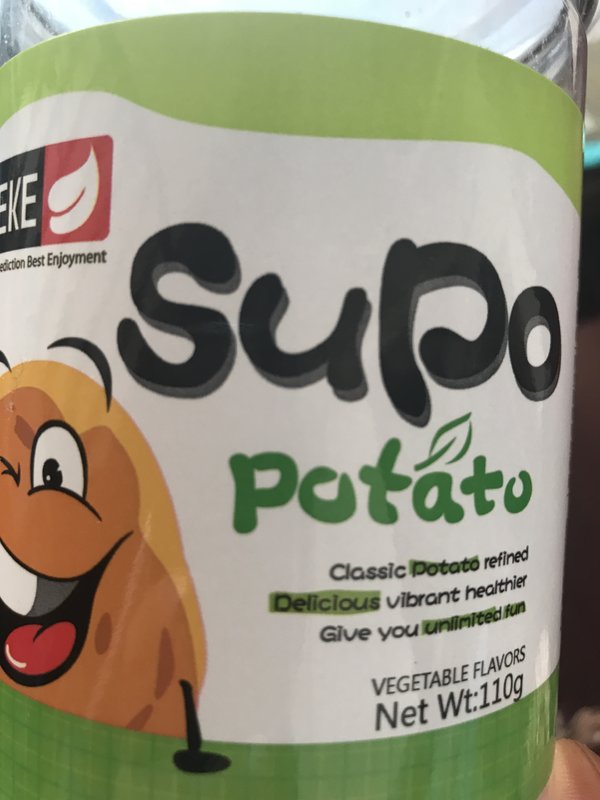 EKE
ediction Best Enjoyment
Supo
potato
Classic Potato refined
Delicious vibrant healthier
Give you unlimited fun
VEGETABLE FLAVORS
Net Wt:110g